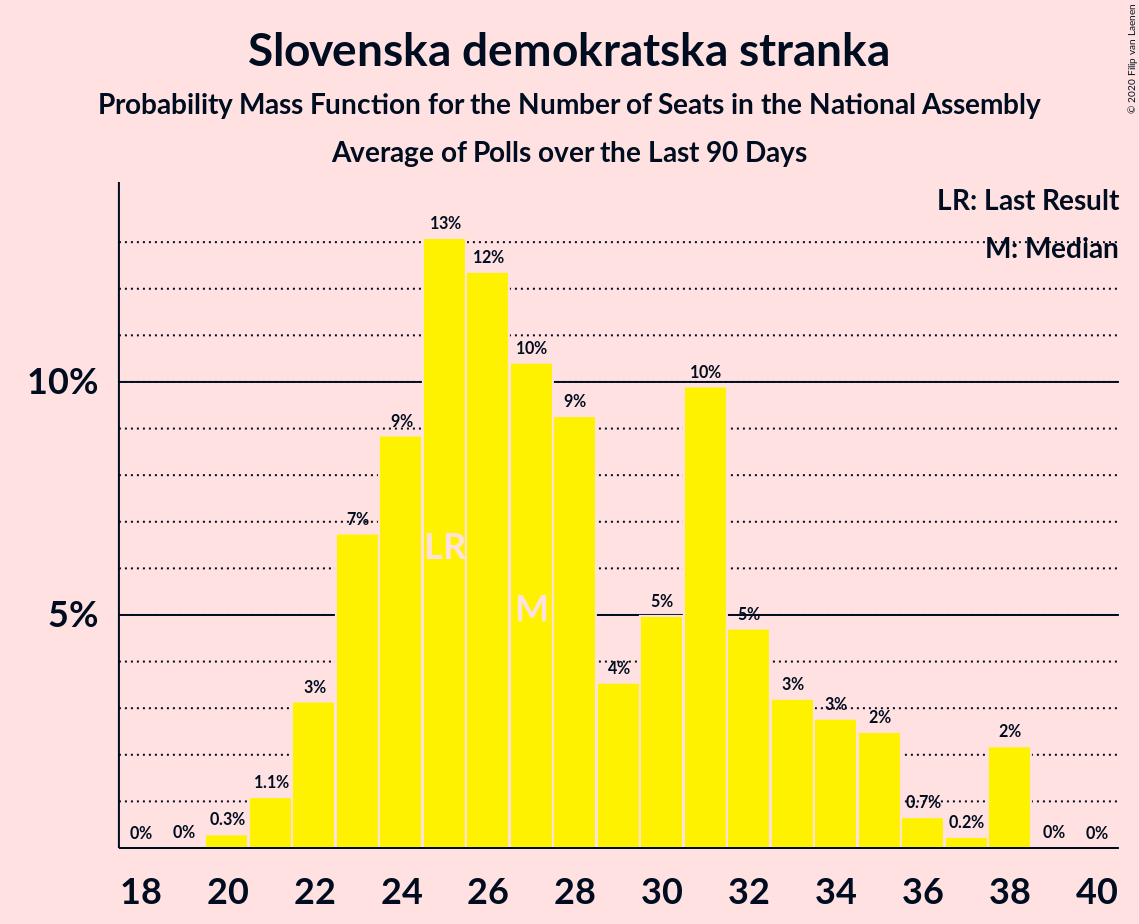 Slovenska demokratska stranka
Probability Mass Function for the Number of Seats in the National Assembly
Average of Polls over the Last 90 Days
© 2020 Filip van Laenen
LR: Last Result
M: Median
10%
5%
0%
0%
0.3%
1.1%
3%
7%
9%
13%
12%
10%
9%
4%
5%
10%
5%
3%
3%
2%
0.7%
0.2%
2%
0%
0%
LR
M
18 20 22 24 26 28 30 32 34 36 38 40